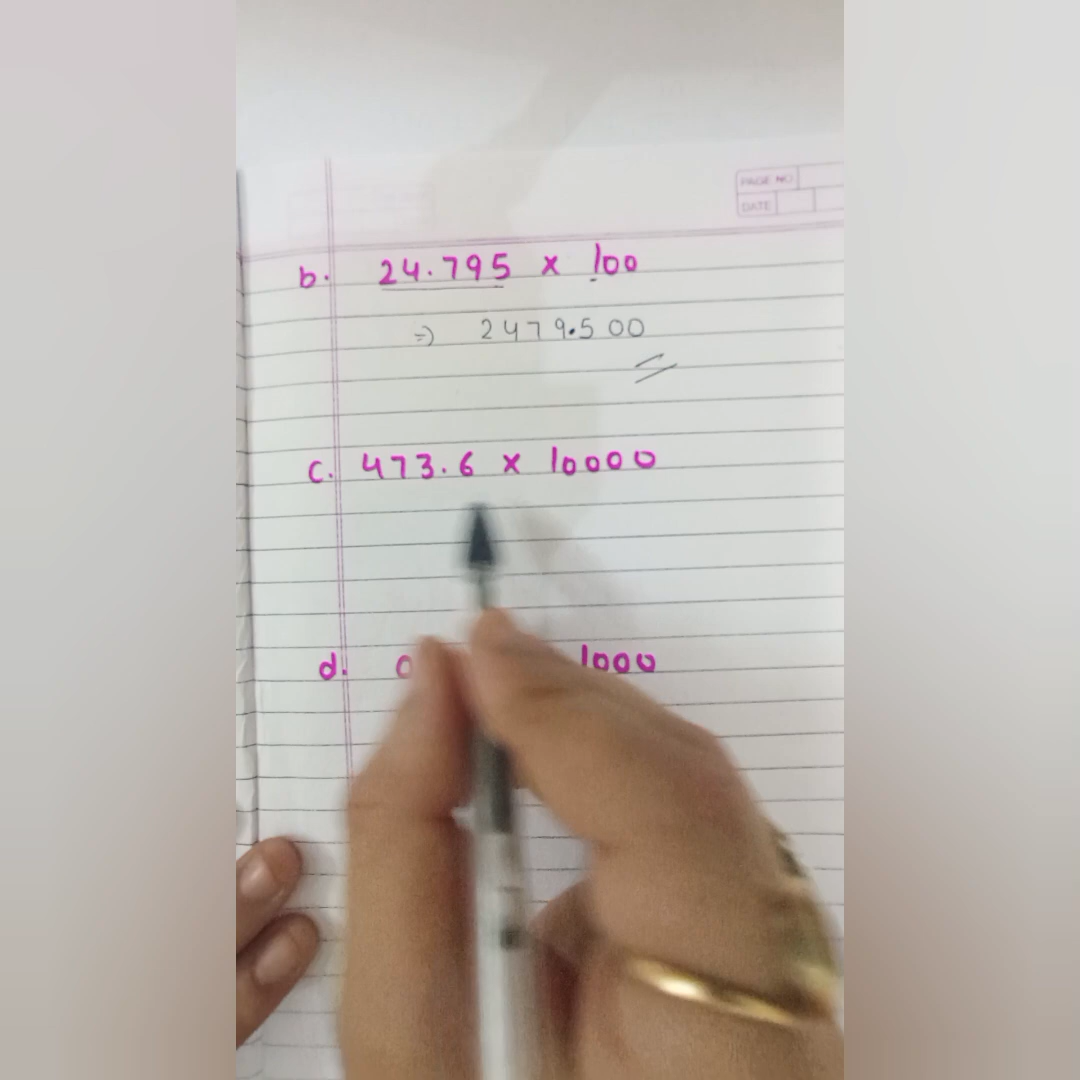 PAGE NO
DATE
b. 24.795 x 100
=) 2479.500
c. 473.6 x 10000
d. 0 1000